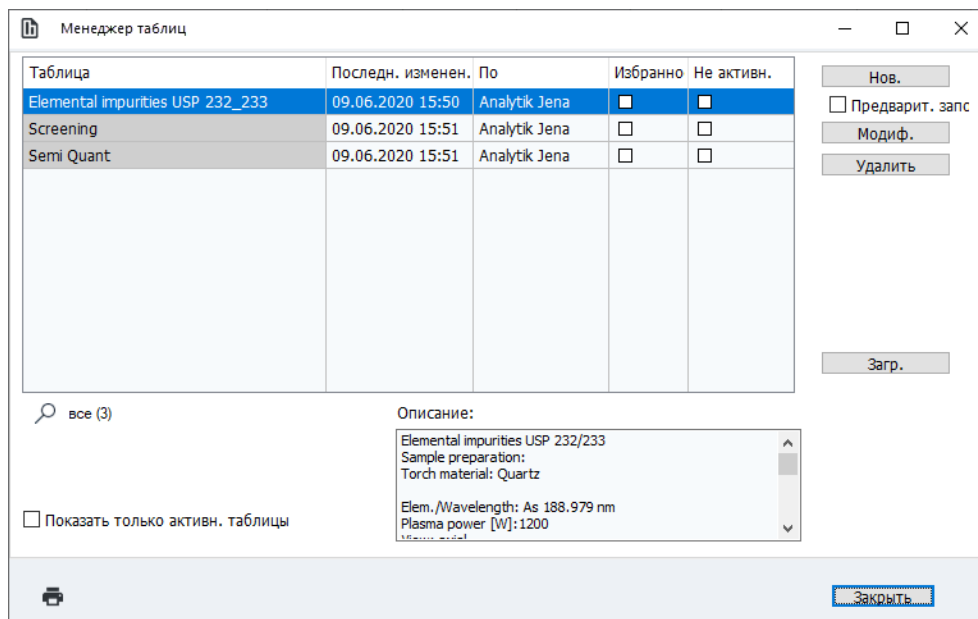 Менеджер таблиц
Таблица Последн. изменен. По Избранно Не активн.
Elemental impurities USP 232_233 09.06.2020 15:50 Analytik Jena
Screening 09.06.2020 15:51 Analytik Jena
Semi Quant 09.06.2020 15:51 Analytik Jena
Нов.
Предварит. запо
Модиф.
Удалить
Загр.
все (3)
Описание:
Elemental impurities USP 232/233
Sample preparation:
Torch material: Quartz
Elem./Wavelength: As 188.979 nm
Plasma power [W]:1200
Показать только активн. таблицы
Закрыть